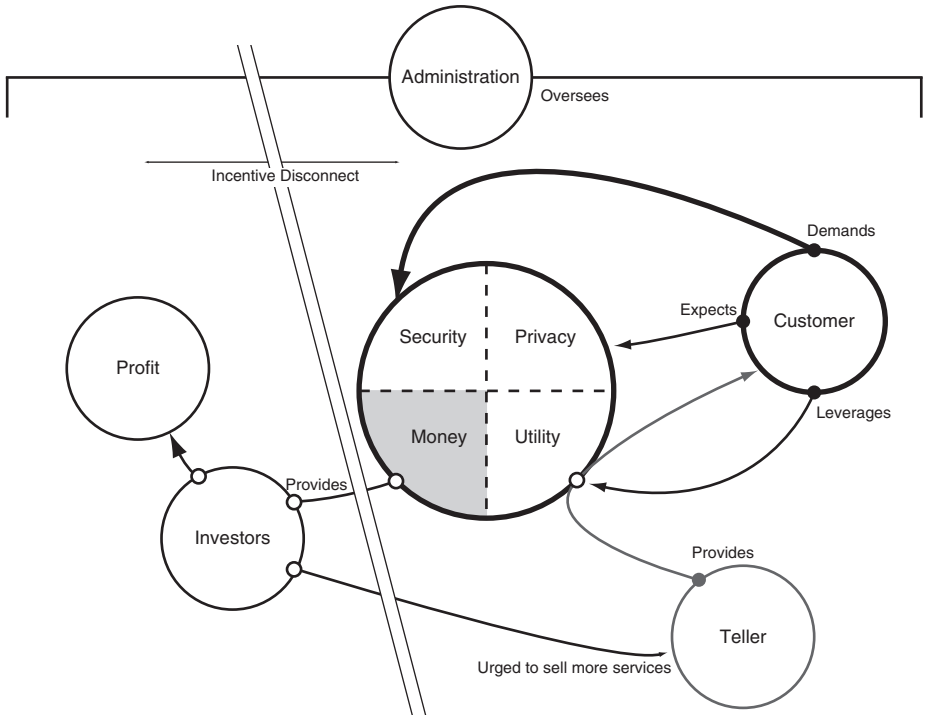 Administration
Oversees
Incentive Disconnect
Demands
Expects
Customer
Security
Privacy
Profit
Leverages
Money
Utility
Provides
Investors
Provides
Teller
Urged to sell more services